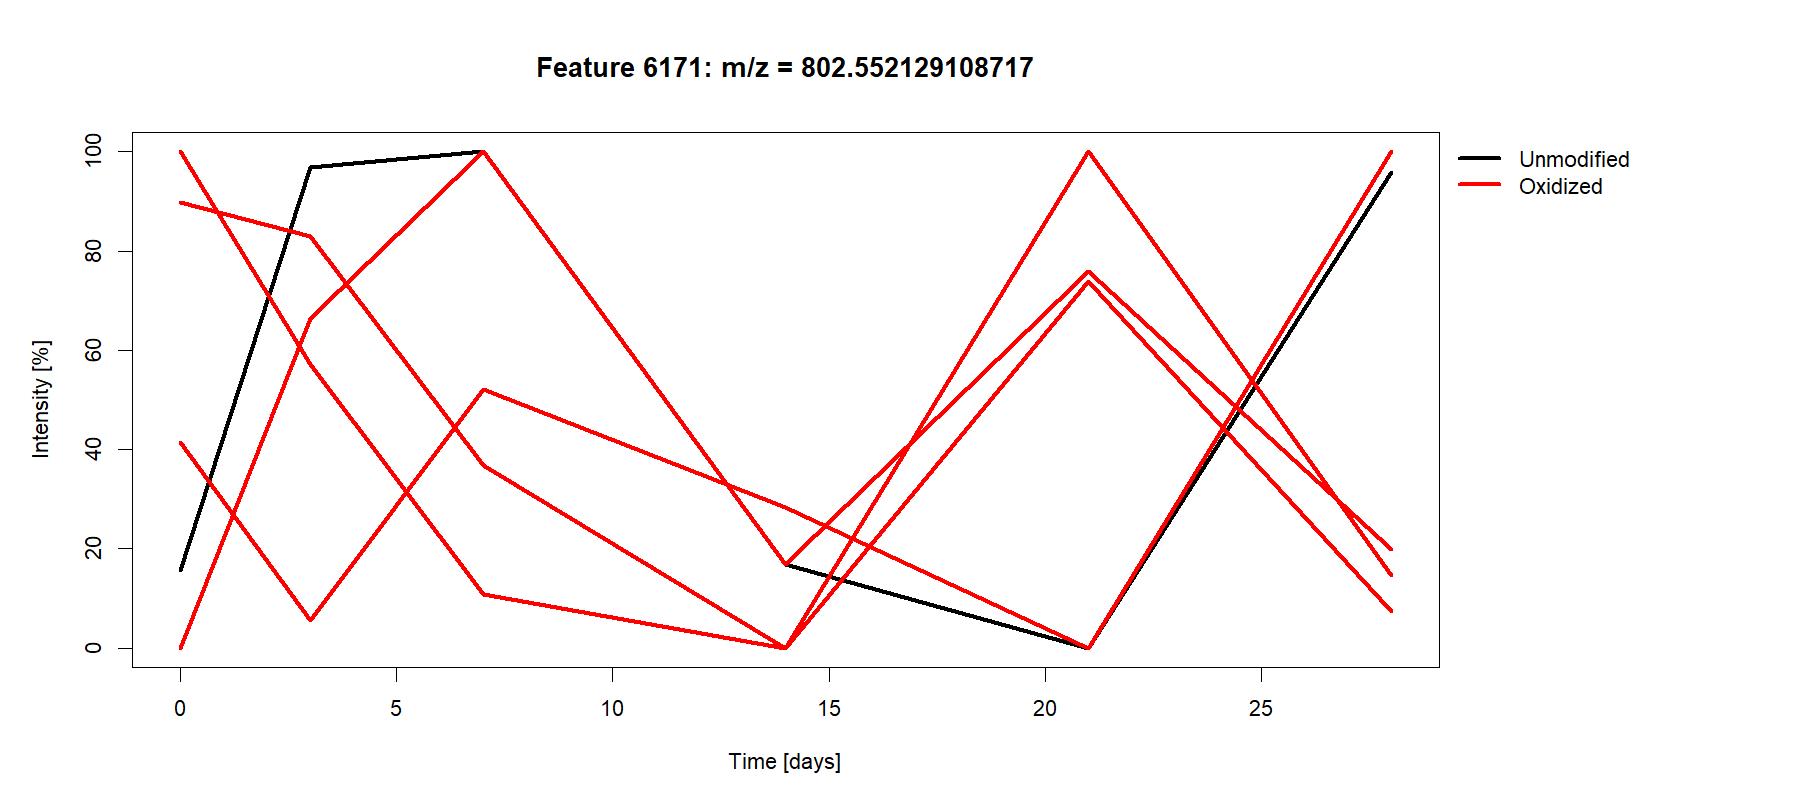 Feature 6171: m/z = 802.552129108717
Unmodified
Oxidized
Intensity [%]
100
80
60
40
20
0
0 5 10 15 20 25
Time [days]